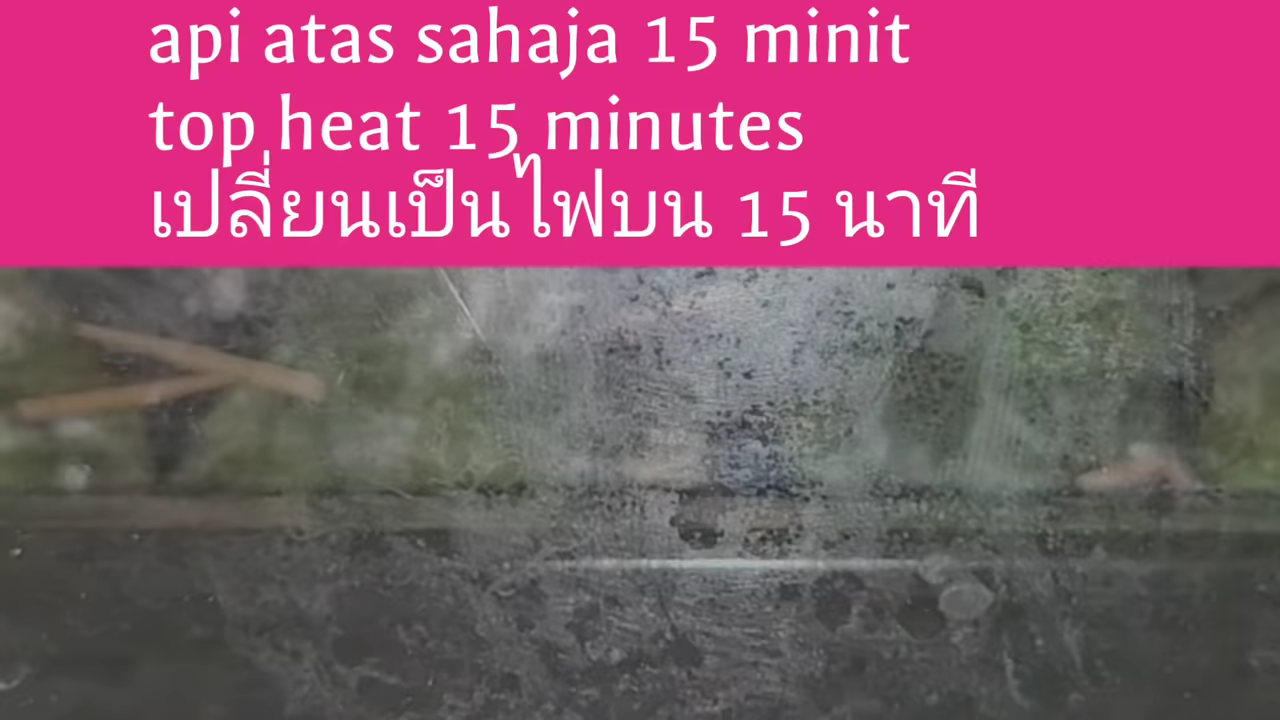 api atas sahaja 15 minit
top heat 15 minutes
เปลี่ยนเป็นไฟบน 15 นาที